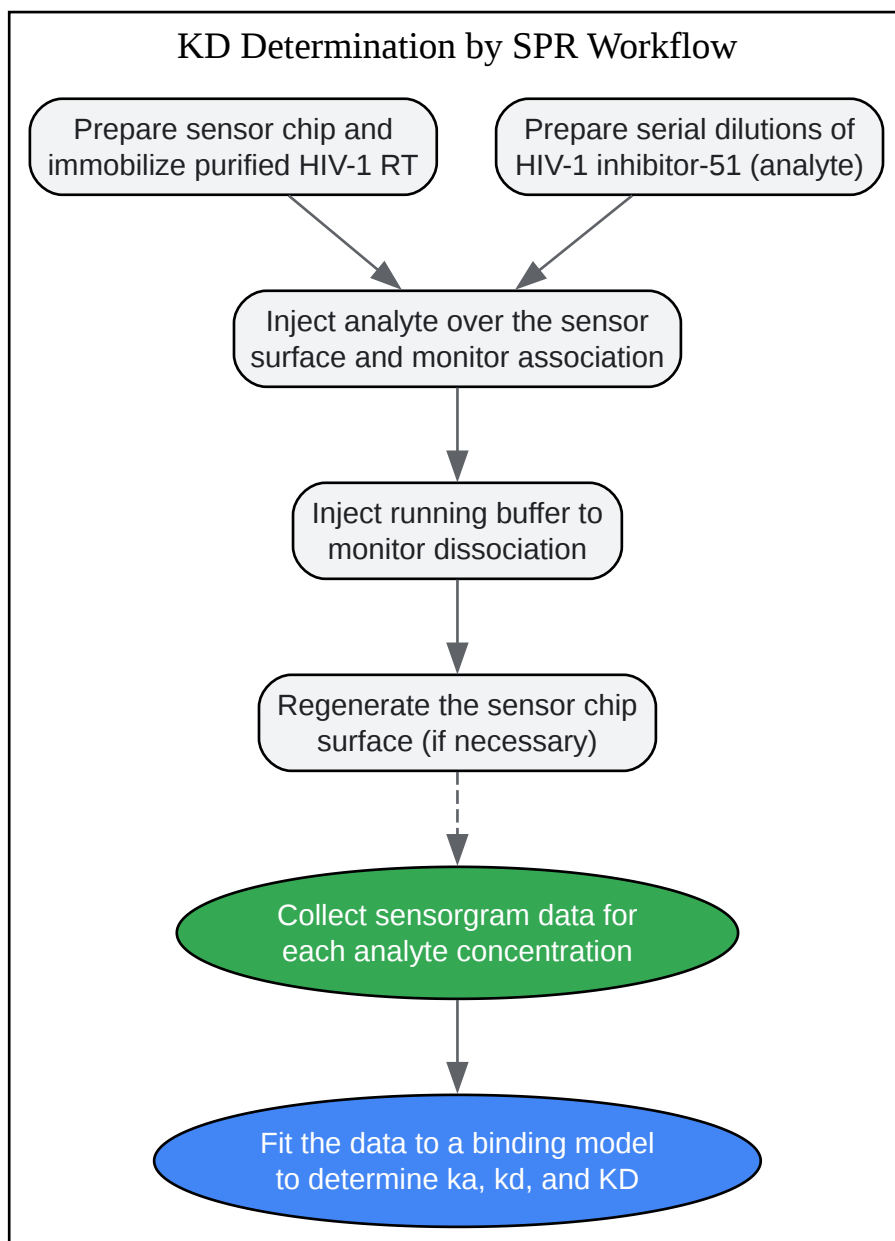 KD Determination by SPR Workflow
Prepare sensor chip and
immobilize purified HIV-1 RT
Prepare serial dilutions of
HIV-1 inhibitor-51 (analyte)
Inject analyte over the sensor
surface and monitor association
Inject running buffer to
monitor dissociation
Regenerate the sensor chip
surface (if necessary)
Collect sensorgram data for
each analyte concentration
Fit the data to a binding model
to determine ka, kd, and KD